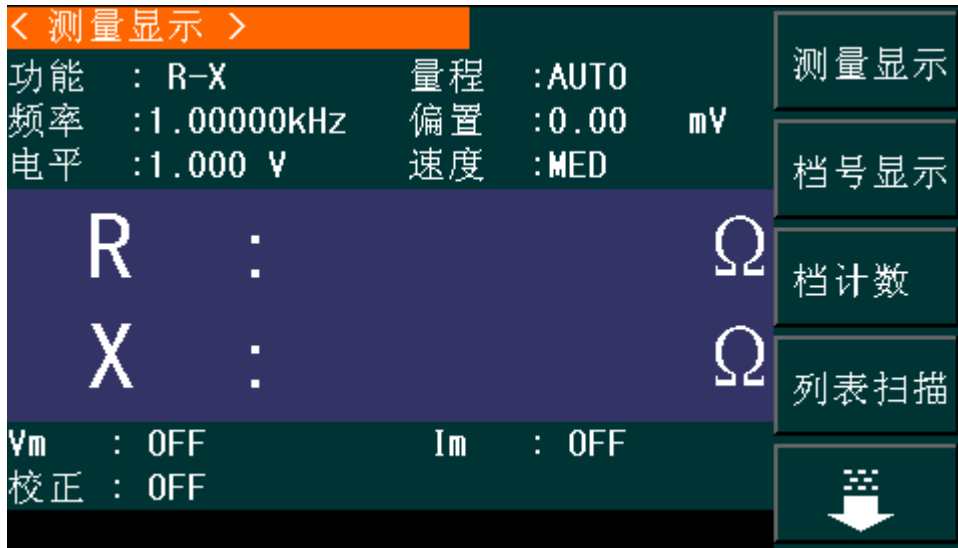 < 测量显示 >
功能 : R-X 量程 :AUTO
频率 :1.00000kHz 偏置 :0.00 mV
电平 :1.000 V 速度 :MED
R : Ω
X : Ω
Vm : OFF Im : OFF
校正 : OFF
测量显示
档号显示
档计数
列表扫描